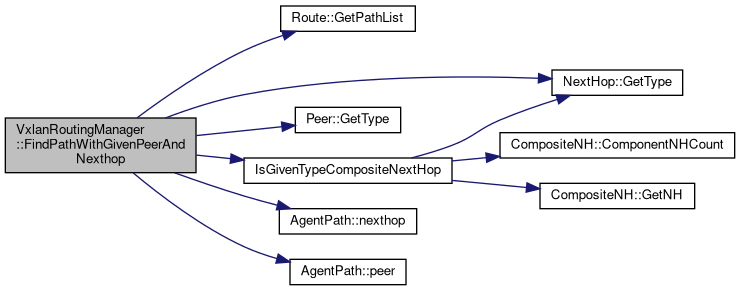 Route::GetPathList
NextHop::GetType
Peer::GetType
VxlanRoutingManager
::FindPathWithGivenPeerAnd
Nexthop
IsGivenTypeCompositeNextHop
CompositeNH::ComponentNHCount
CompositeNH::GetNH
AgentPath::nexthop
AgentPath::peer